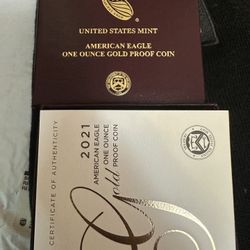 UNITED STATES MINT
AMERICAN EAGLE
ONE OUNCE GOLD PROOF COIN
CERTIFICATE OF AUTHENTICITY
2021
AMERICAN EAGLE
ONE OUNCE
PROOF COIN
Gold